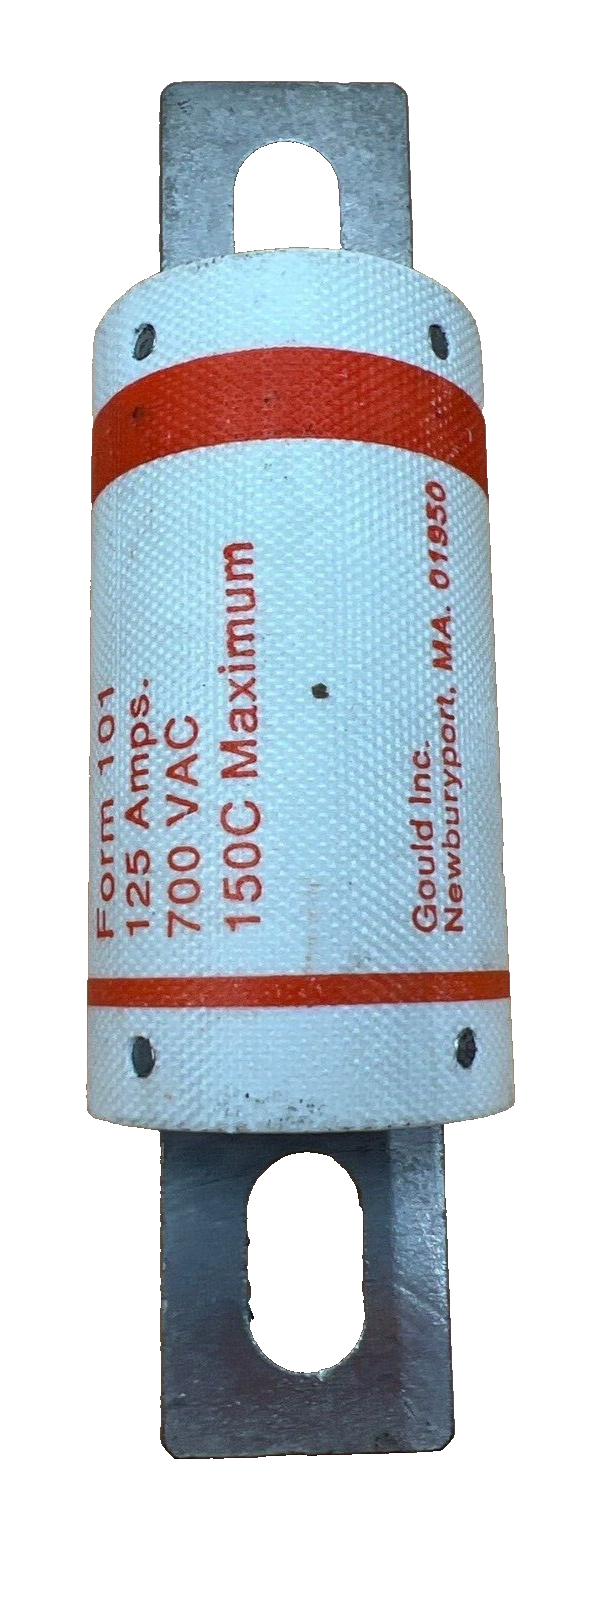 Form 101
125 Amps.
700 VAC
150C Maximum
Gould Inc.
Newburyport, MA. 01950